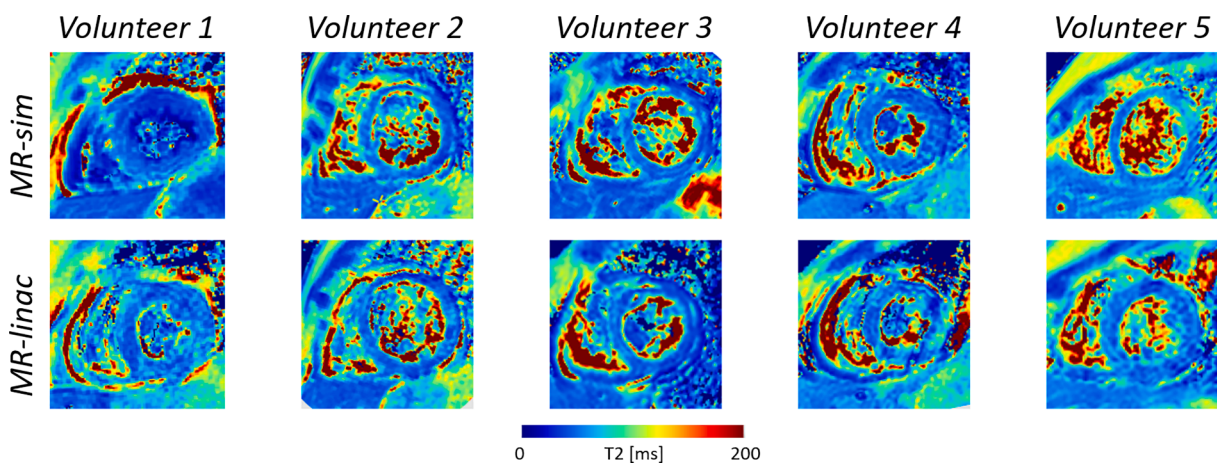 Volunteer 1 Volunteer 2 Volunteer 3 Volunteer 4 Volunteer 5
MR-sim
MR-linac
0 T2 [ms] 200